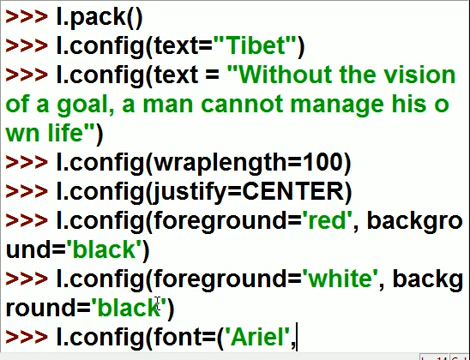 >>> l.pack()
>>> l.config(text="Tibet")
>>> l.config(text = "Without the vision
of a goal, a man cannot manage his o
wn life")
>>> l.config(wraplength=100)
>>> l.config(justify=CENTER)
>>> l.config(foreground='red', backgro
und='black')
>>> l.config(foreground='white', backg
round='black')
>>> l.config(font=('Ariel',